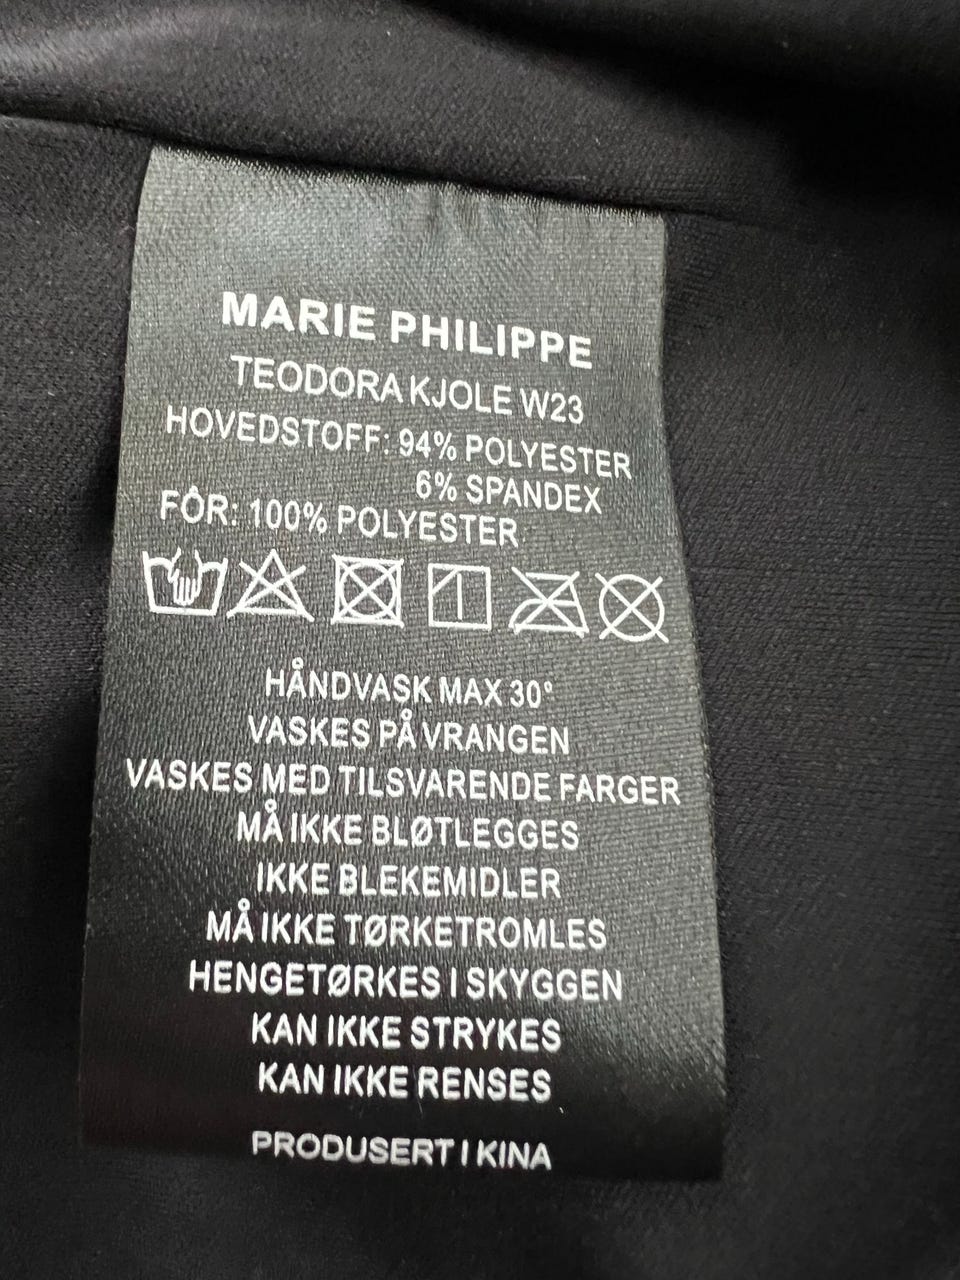 MARIE PHILIPPE
TEODORA KJOLE W23
HOVEDSTOFF: 94% POLYESTER
6% SPANDEX
FÔR: 100% POLYESTER
HÅNDVASK MAX 30°
VASKES PÅ VRANGEN
VASKES MED TILSVARENDE FARGER
MÅ IKKE BLØTLEGGES
IKKE BLEKEMIDLER
MÅ IKKE TØRKETROMLES
HENGETØRKES I SKYGGEN
KAN IKKE STRYKES
KAN IKKE RENSES
PRODUSERT I KINA